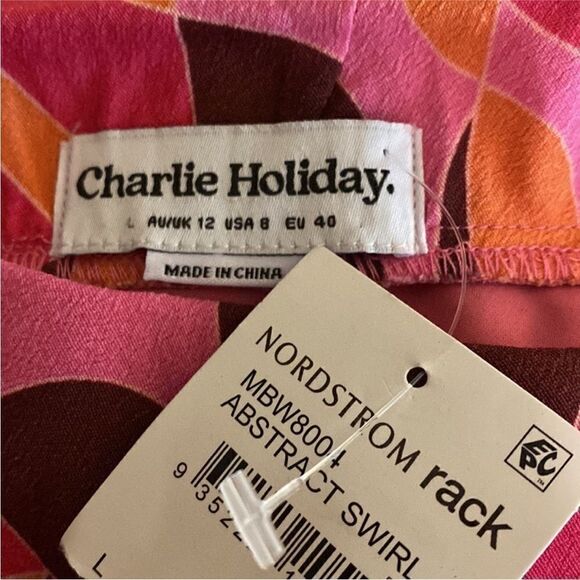 Charlie Holiday.
L AU/UK 12 USA 8 EU 40
MADE IN CHINA
NORDSTROM rack
MBW8004
ABSTRACT SWIRL
EPC
L